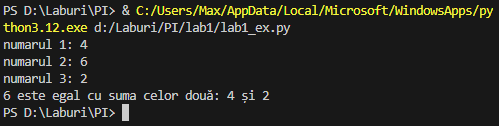 PS D:\Laburi\PI> & C:/Users/Max/AppData/Local/Microsoft/WindowsApps/py
thon3.12.exe d:/Laburi/PI/lab1/lab1_ex.py
numarul 1: 4
numarul 2: 6
numarul 3: 2
6 este egal cu suma celor două: 4 și 2
PS D:\Laburi\PI>